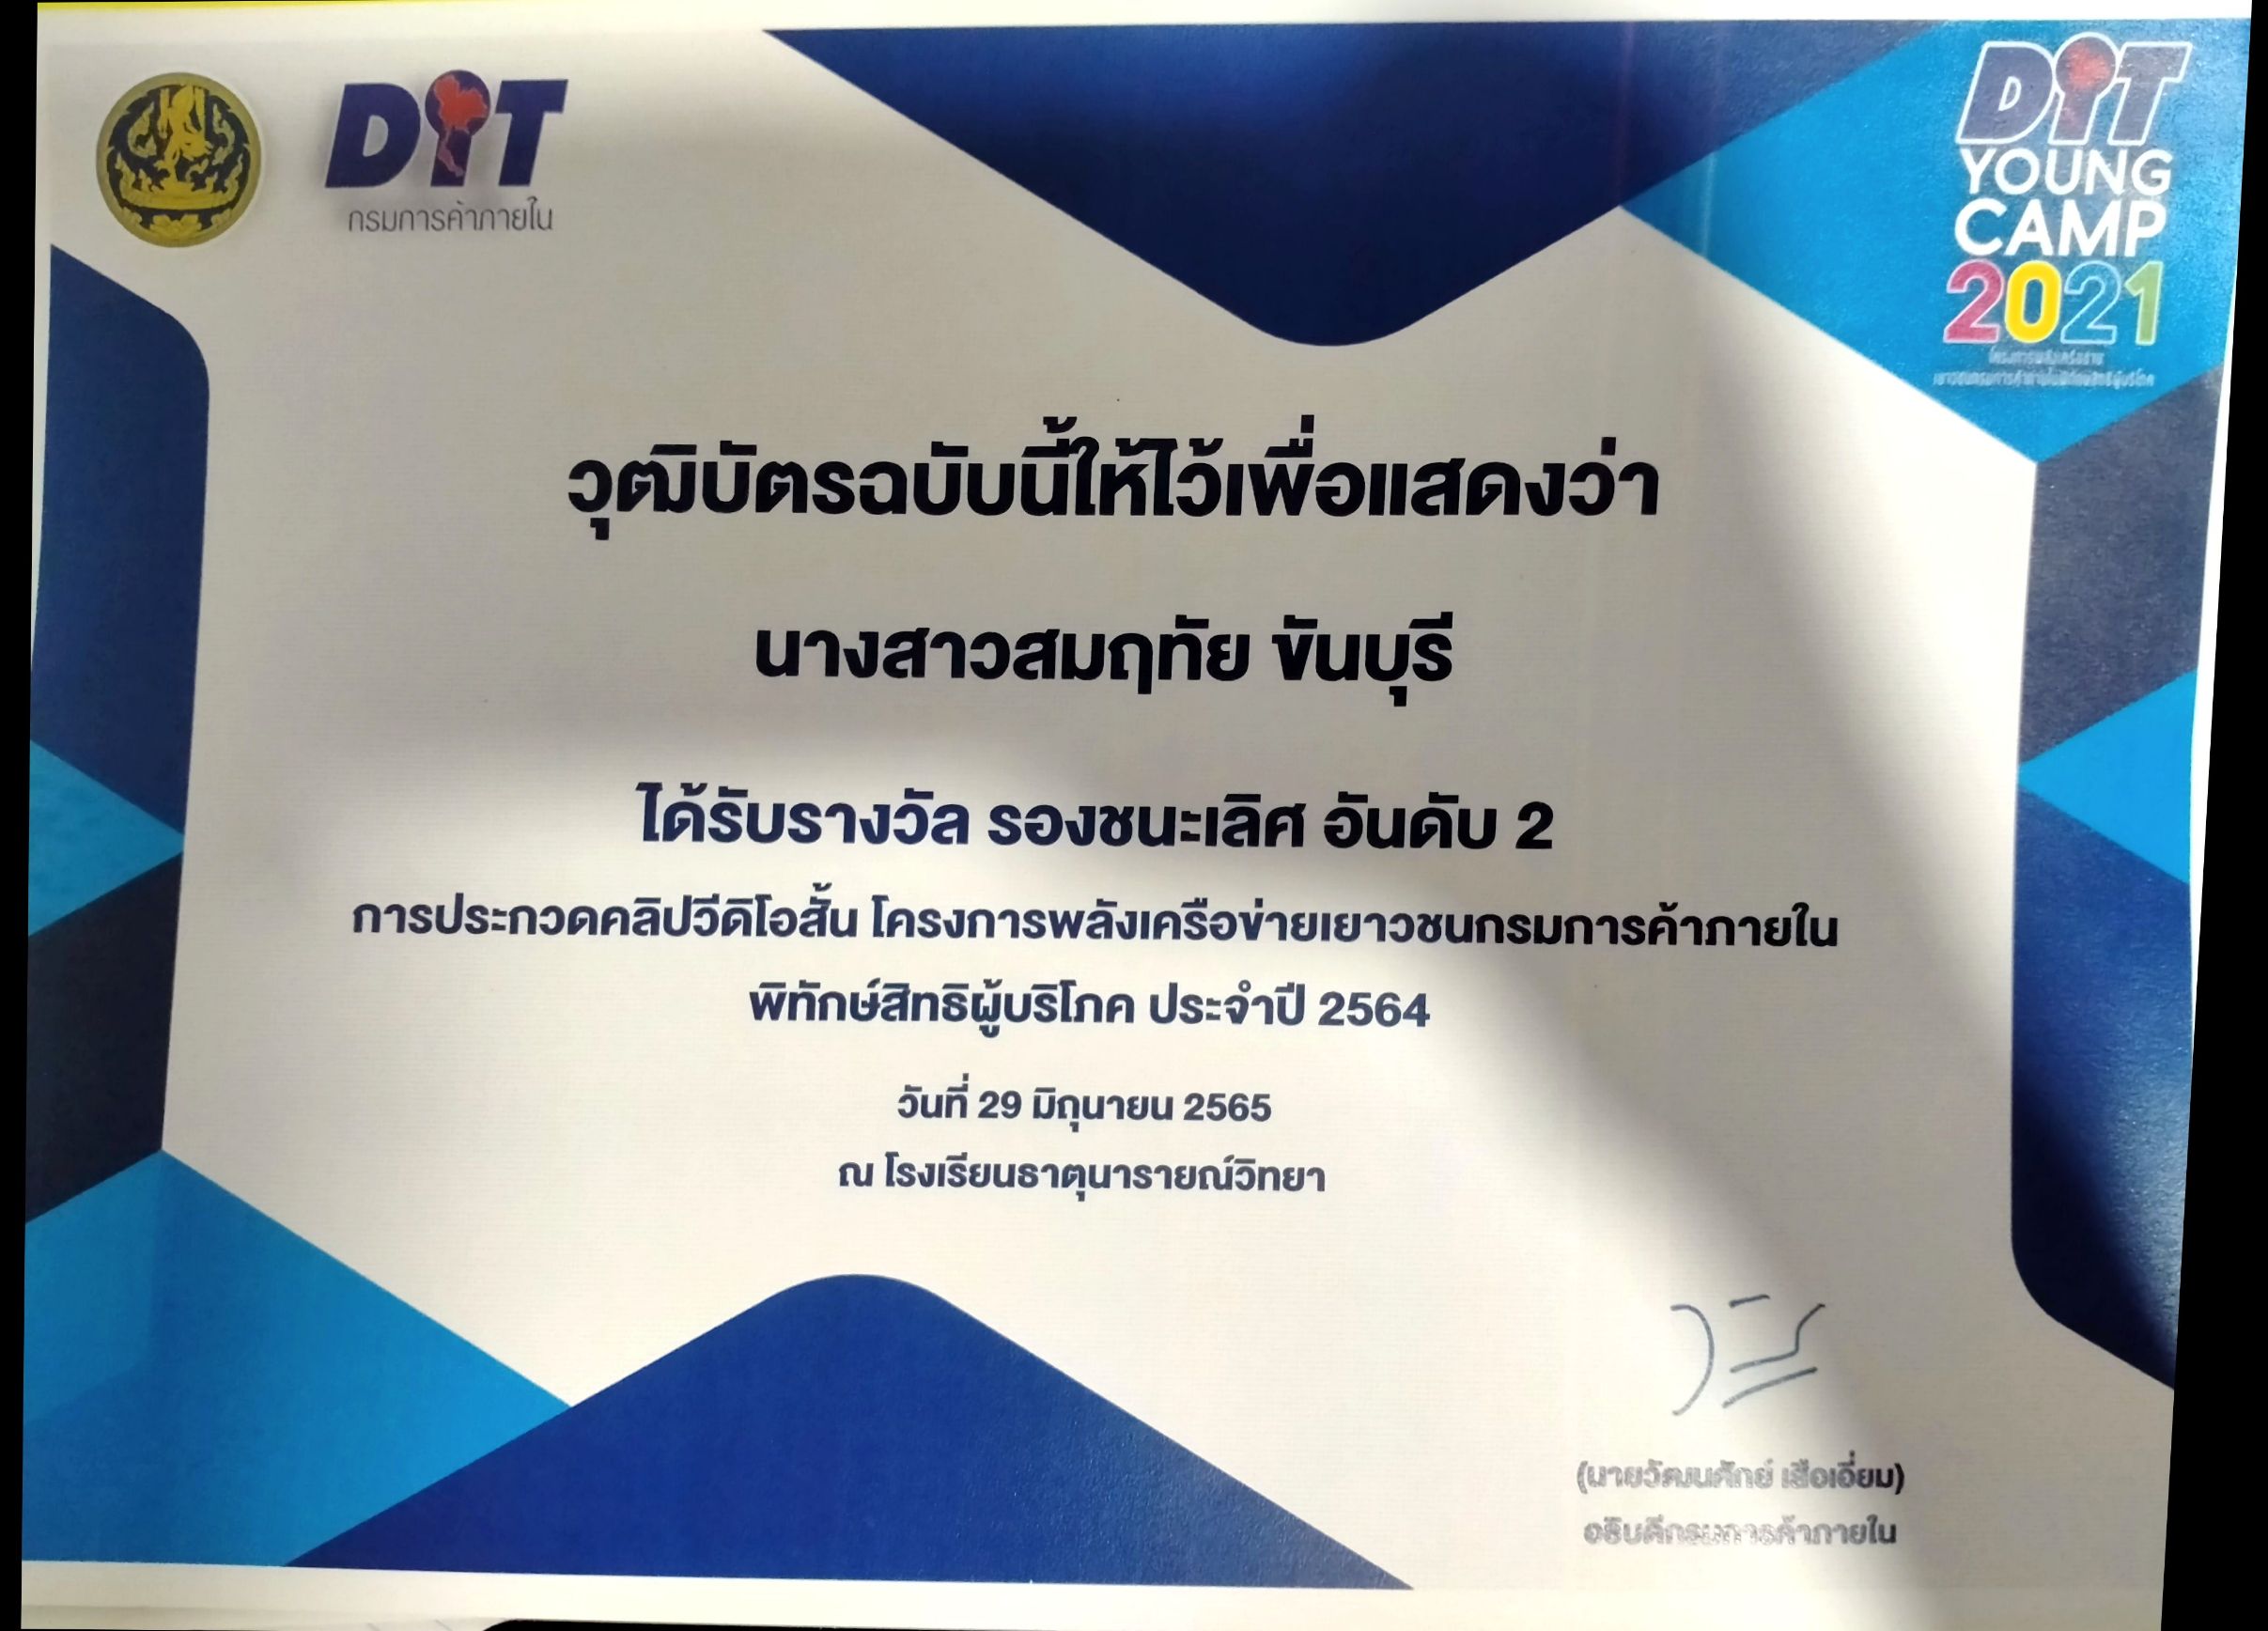 DIT
กรมการค้าภายใน
DIT
YOUNG
CAMP
2021
โครงการพลังเครือข่าย
เยาวชนกรมการค้าภายในพิทักษ์สิทธิผู้บริโภค
วุฒิบัตรฉบับนี้ให้ไว้เพื่อแสดงว่า
นางสาวสมฤทัย ขันบุรี
ได้รับรางวัล รองชนะเลิศ อันดับ 2
การประกวดคลิปวีดิโอสั้น โครงการพลังเครือข่ายเยาวชนกรมการค้าภายใน
พิทักษ์สิทธิผู้บริโภค ประจำปี 2564
วันที่ 29 มิถุนายน 2565
ณ โรงเรียนธาตุนารายณ์วิทยา
(นายวัฒนศักย์ เสือเอี่ยม)
อธิบดีกรมการค้าภายใน